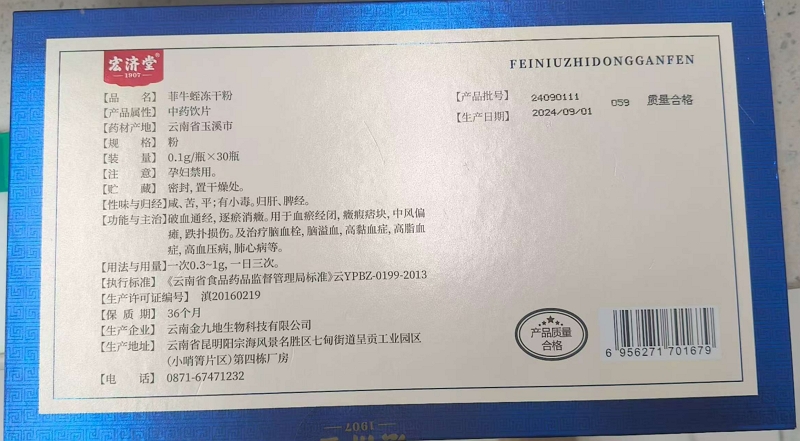 宏济堂®
1907
FEINIUZHIDONGGANFEN
【品 名】菲牛蛭冻干粉
【产品属性】中药饮片
【药材产地】云南省玉溪市
【规 格】粉
【装 量】0.1g/瓶×30瓶
【注 意】孕妇禁用。
【贮 藏】密封,置干燥处。
【性味与归经】咸、苦,平;有小毒。归肝、脾经。
【功能与主治】破血通经,逐瘀消癥。用于血瘀经闭,癥瘕痞块,中风偏
瘫,跌扑损伤。及治疗脑血栓,脑溢血,高黏血症,高脂血
症,高血压病,肺心病等。
【用法与用量】一次0.3~1g,一日三次。
【执行标准】《云南省食品药品监督管理局标准》云YPBZ-0199-2013
【生产许可证编号】 滇20160219
【保 质 期】36个月
【生产企业】云南金九地生物科技有限公司
【生产地址】云南省昆明阳宗海风景名胜区七甸街道呈贡工业园区
(小哨箐片区)第四栋厂房
【电 话】0871-67471232
【产品批号】 24090111 059 质量合格
【生产日期】 2024/09/01
产品质量
合格
6 956271 701679
1907